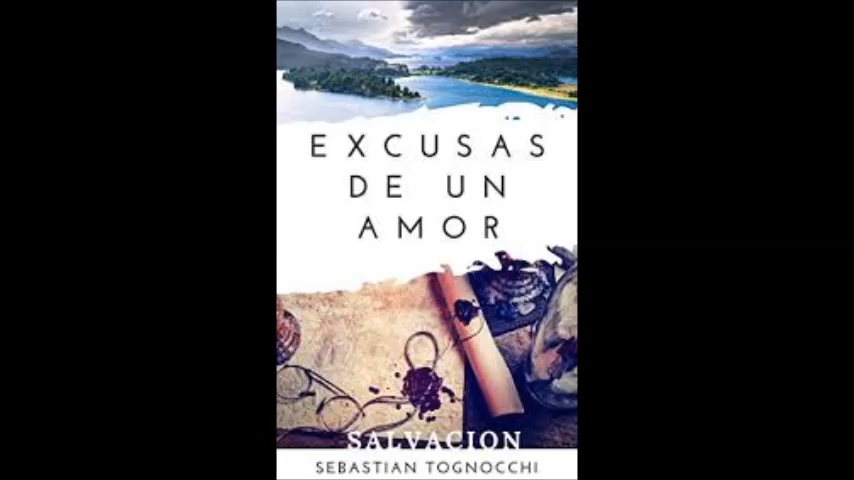 EXCUSAS
DE UN
AMOR
SALVACION
SEBASTIAN TOGNOCCHI